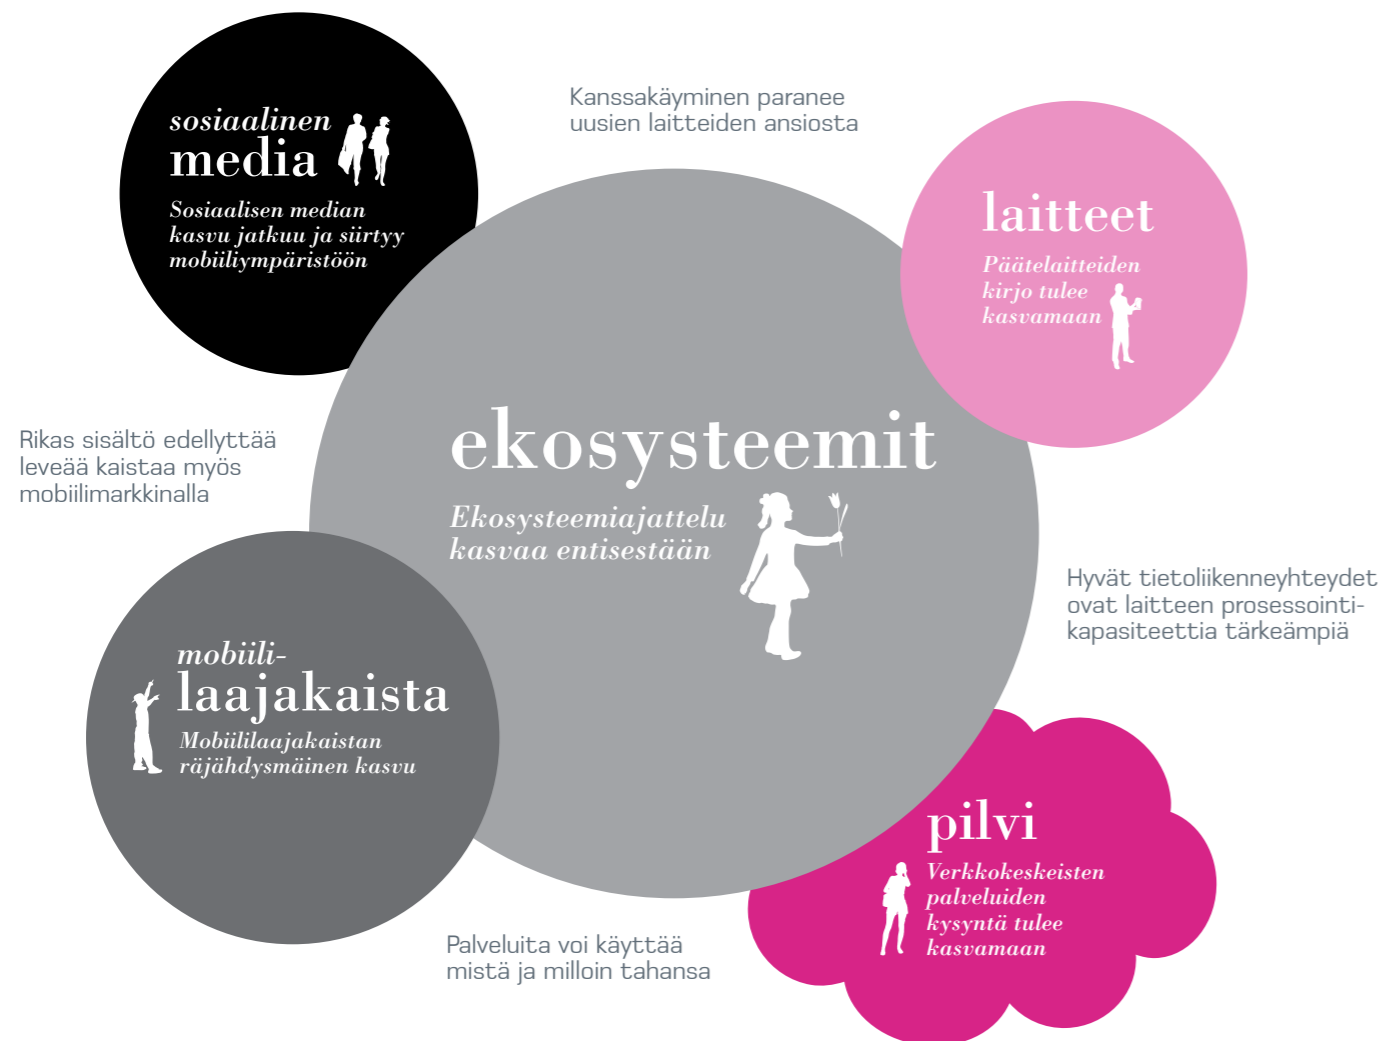 sosiaalinen
media
Sosiaalisen median
kasvu jatkuu ja siirtyy
mobiiliympäristöön
Kanssakäyminen paranee
uusien laitteiden ansiosta
laitteet
Päätelaitteiden
kirjo tulee
kasvamaan
Rikas sisältö edellyttää
leveää kaistaa myös
mobiilimarkkinalla
ekosysteemit
Ekosysteemiajattelu
kasvaa entisestään
Hyvät tietoliikenneyhteydet
ovat laitteen prosessointi-
kapasiteettia tärkeämpiä
mobiili-
laajakaista
Mobiililaajakaistan
räjähdysmäinen kasvu
pilvi
Verkkokeskeisten
palveluiden
kysyntä tulee
kasvamaan
Palveluita voi käyttää
mistä ja milloin tahansa